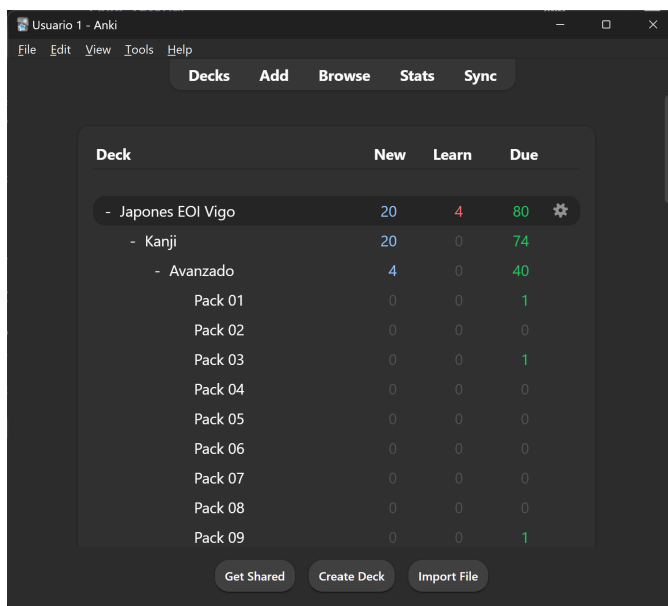 Usuario 1 - Anki
File Edit View Tools Help
Decks Add Browse Stats Sync
Deck New Learn Due
- Japones EOI Vigo 20 4 80
- Kanji 20 0 74
- Avanzado 4 0 40
Pack 01 0 0 1
Pack 02 0 0 0
Pack 03 0 0 1
Pack 04 0 0 0
Pack 05 0 0 0
Pack 06 0 0 0
Pack 07 0 0 0
Pack 08 0 0 0
Pack 09 0 0 1
Get Shared Create Deck Import File